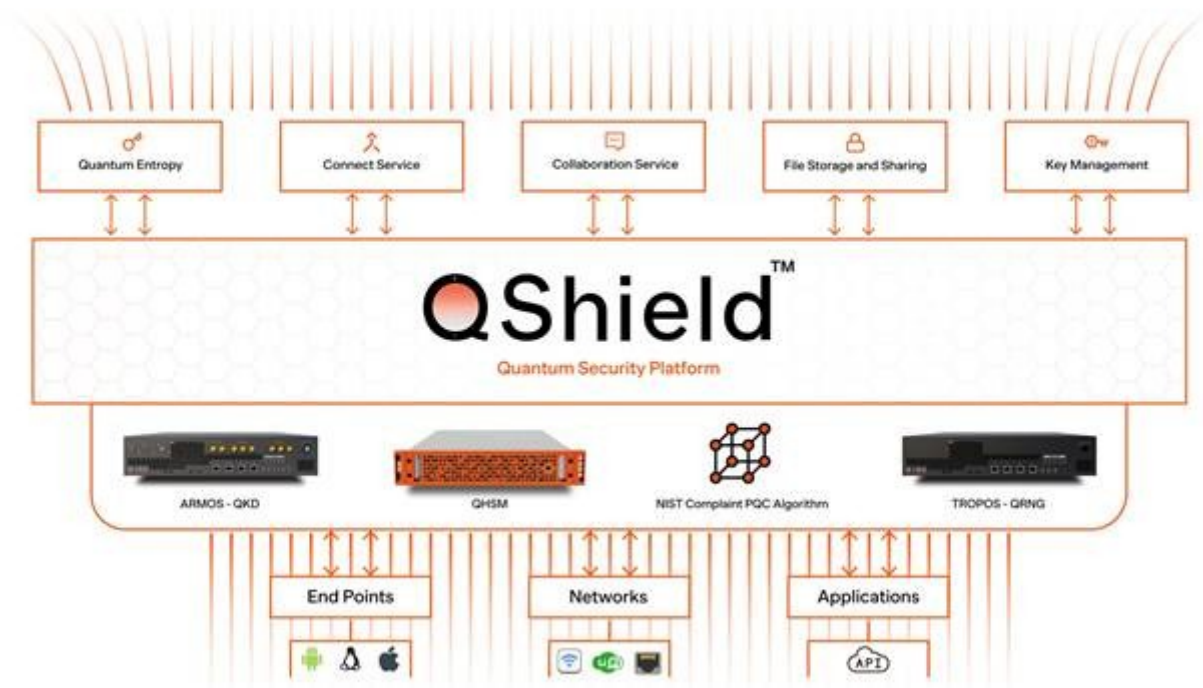 Quantum Entropy
Connect Service
Collaboration Service
File Storage and Sharing
Key Management
QShield™
Quantum Security Platform
ARMOS - QKD
QHSM
NIST Complaint PQC Algorithm
TROPOS - QRNG
End Points
Networks
Applications
API